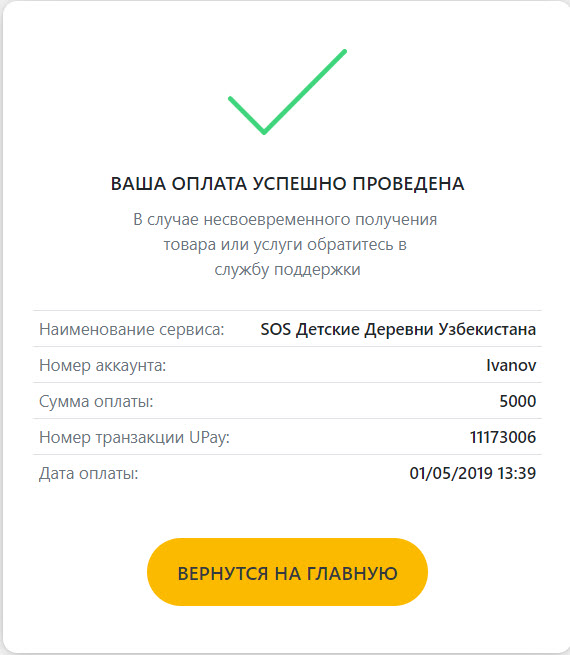 ВАША ОПЛАТА УСПЕШНО ПРОВЕДЕНА
В случае несвоевременного получения
товара или услуги обратитесь в
службу поддержки
Наименование сервиса: SOS Детские Деревни Узбекистана
Номер аккаунта: Ivanov
Сумма оплаты: 5000
Номер транзакции UPay: 11173006
Дата оплаты: 01/05/2019 13:39
ВЕРНУТСЯ НА ГЛАВНУЮ